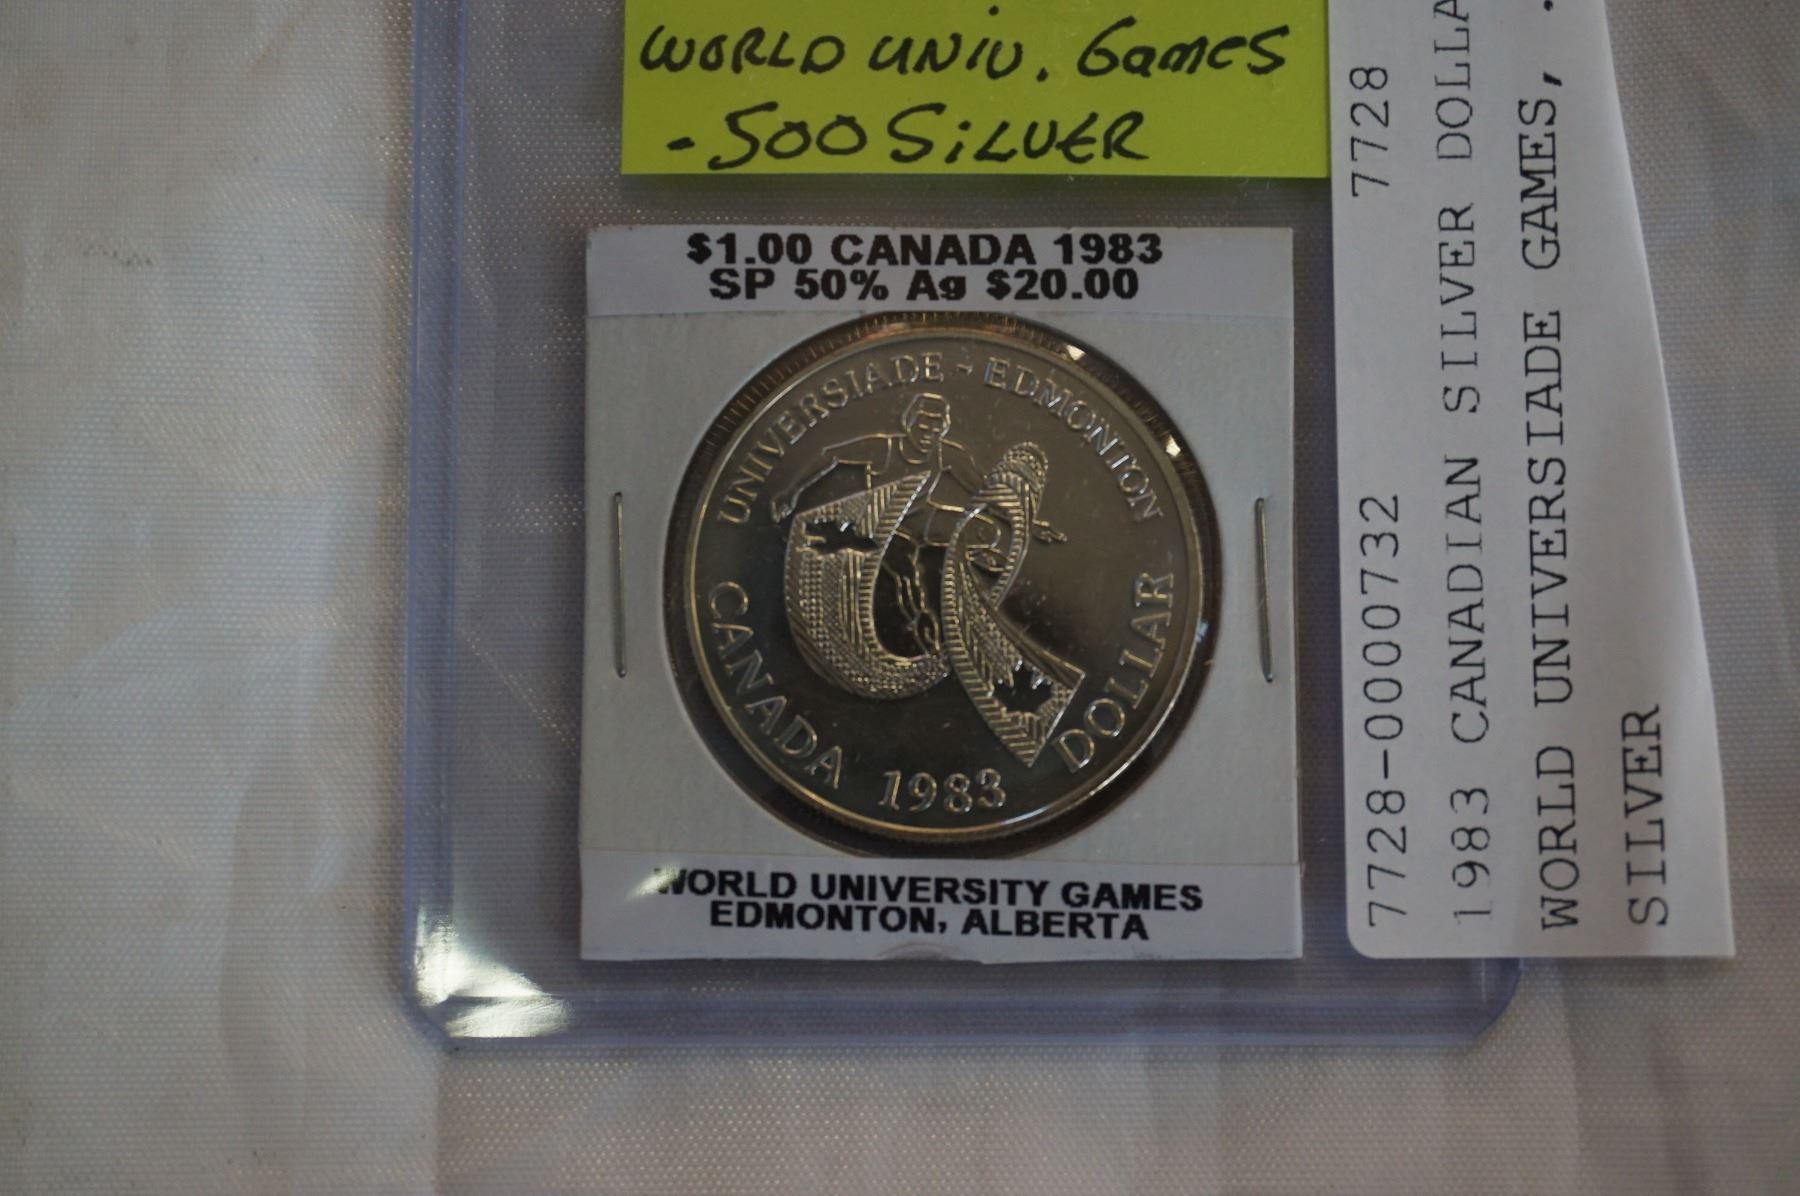 WORLD UNIV. Games
- .500 SiLVER
$1.00 CANADA 1983
SP 50% Ag $20.00
UNIVERSIADE - EDMONTON
CANADA 1983 DOLLAR
WORLD UNIVERSITY GAMES
EDMONTON, ALBERTA
7728-0000732 7728
1983 CANADIAN SILVER DOLLA
WORLD UNIVERSIADE GAMES, .
SILVER